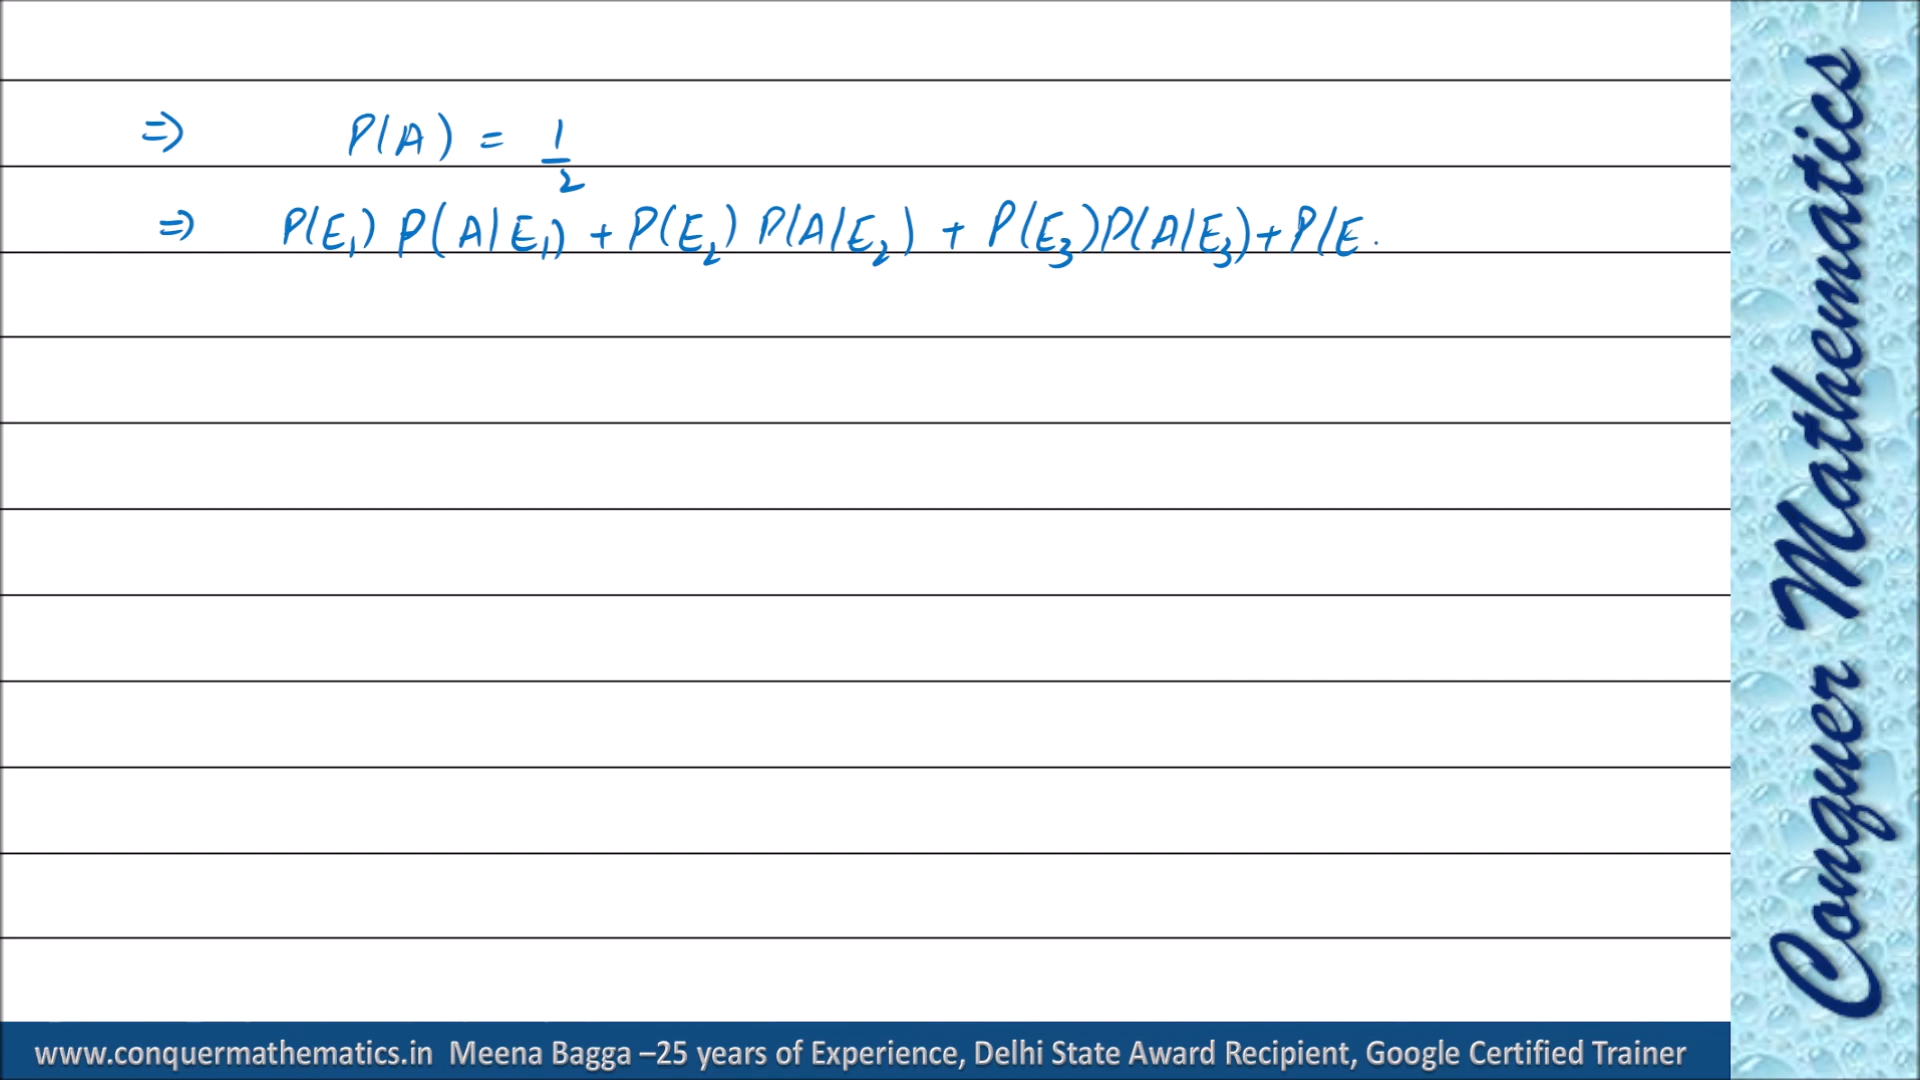 ⇒ P(A) = 1/2
⇒ P(E₁) P(A|E₁) + P(E₂) P(A|E₂) + P(E₃)P(A|E₃)+P(E
Conquer Mathematics
www.conquermathematics.in Meena Bagga –25 years of Experience, Delhi State Award Recipient, Google Certified Trainer